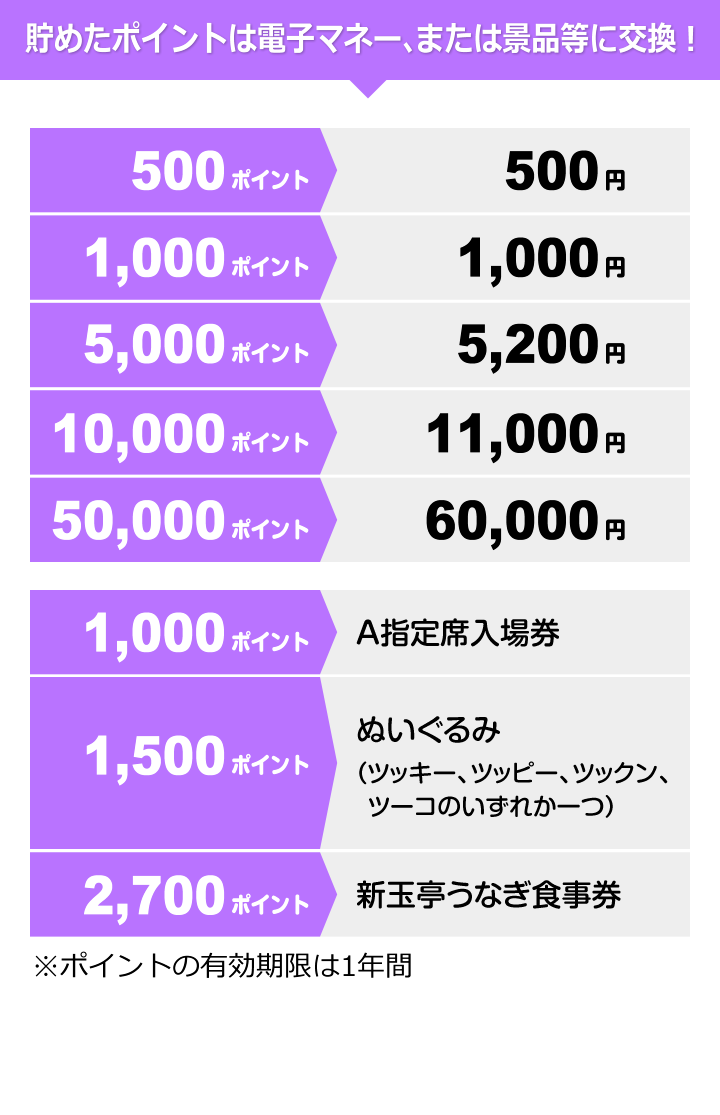 貯めたポイントは電子マネー、または景品等に交換！
500ポイント 500円
1,000ポイント 1,000円
5,000ポイント 5,200円
10,000ポイント 11,000円
50,000ポイント 60,000円
1,000ポイント A指定席入場券
1,500ポイント ぬいぐるみ
（ツッキー、ツッピー、ツックン、
ツーコのいずれか一つ）
2,700ポイント 新玉亭うなぎ食事券
※ポイントの有効期限は1年間